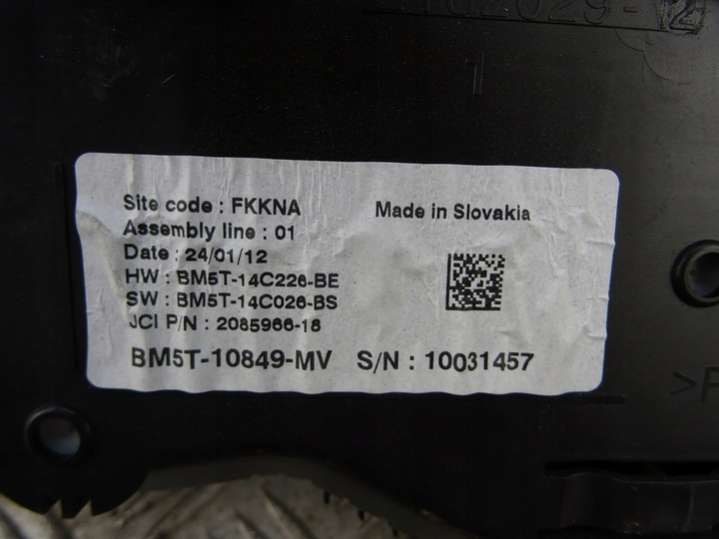 1
Site code : FKKNA
Made in Slovakia
Assembly line : 01
Date : 24/01/12
HW : BM5T-14C226-BE
SW : BM5T-14C026-BS
JCI P/N : 2085966-18
BM5T-10849-MV S/N : 10031457
>P